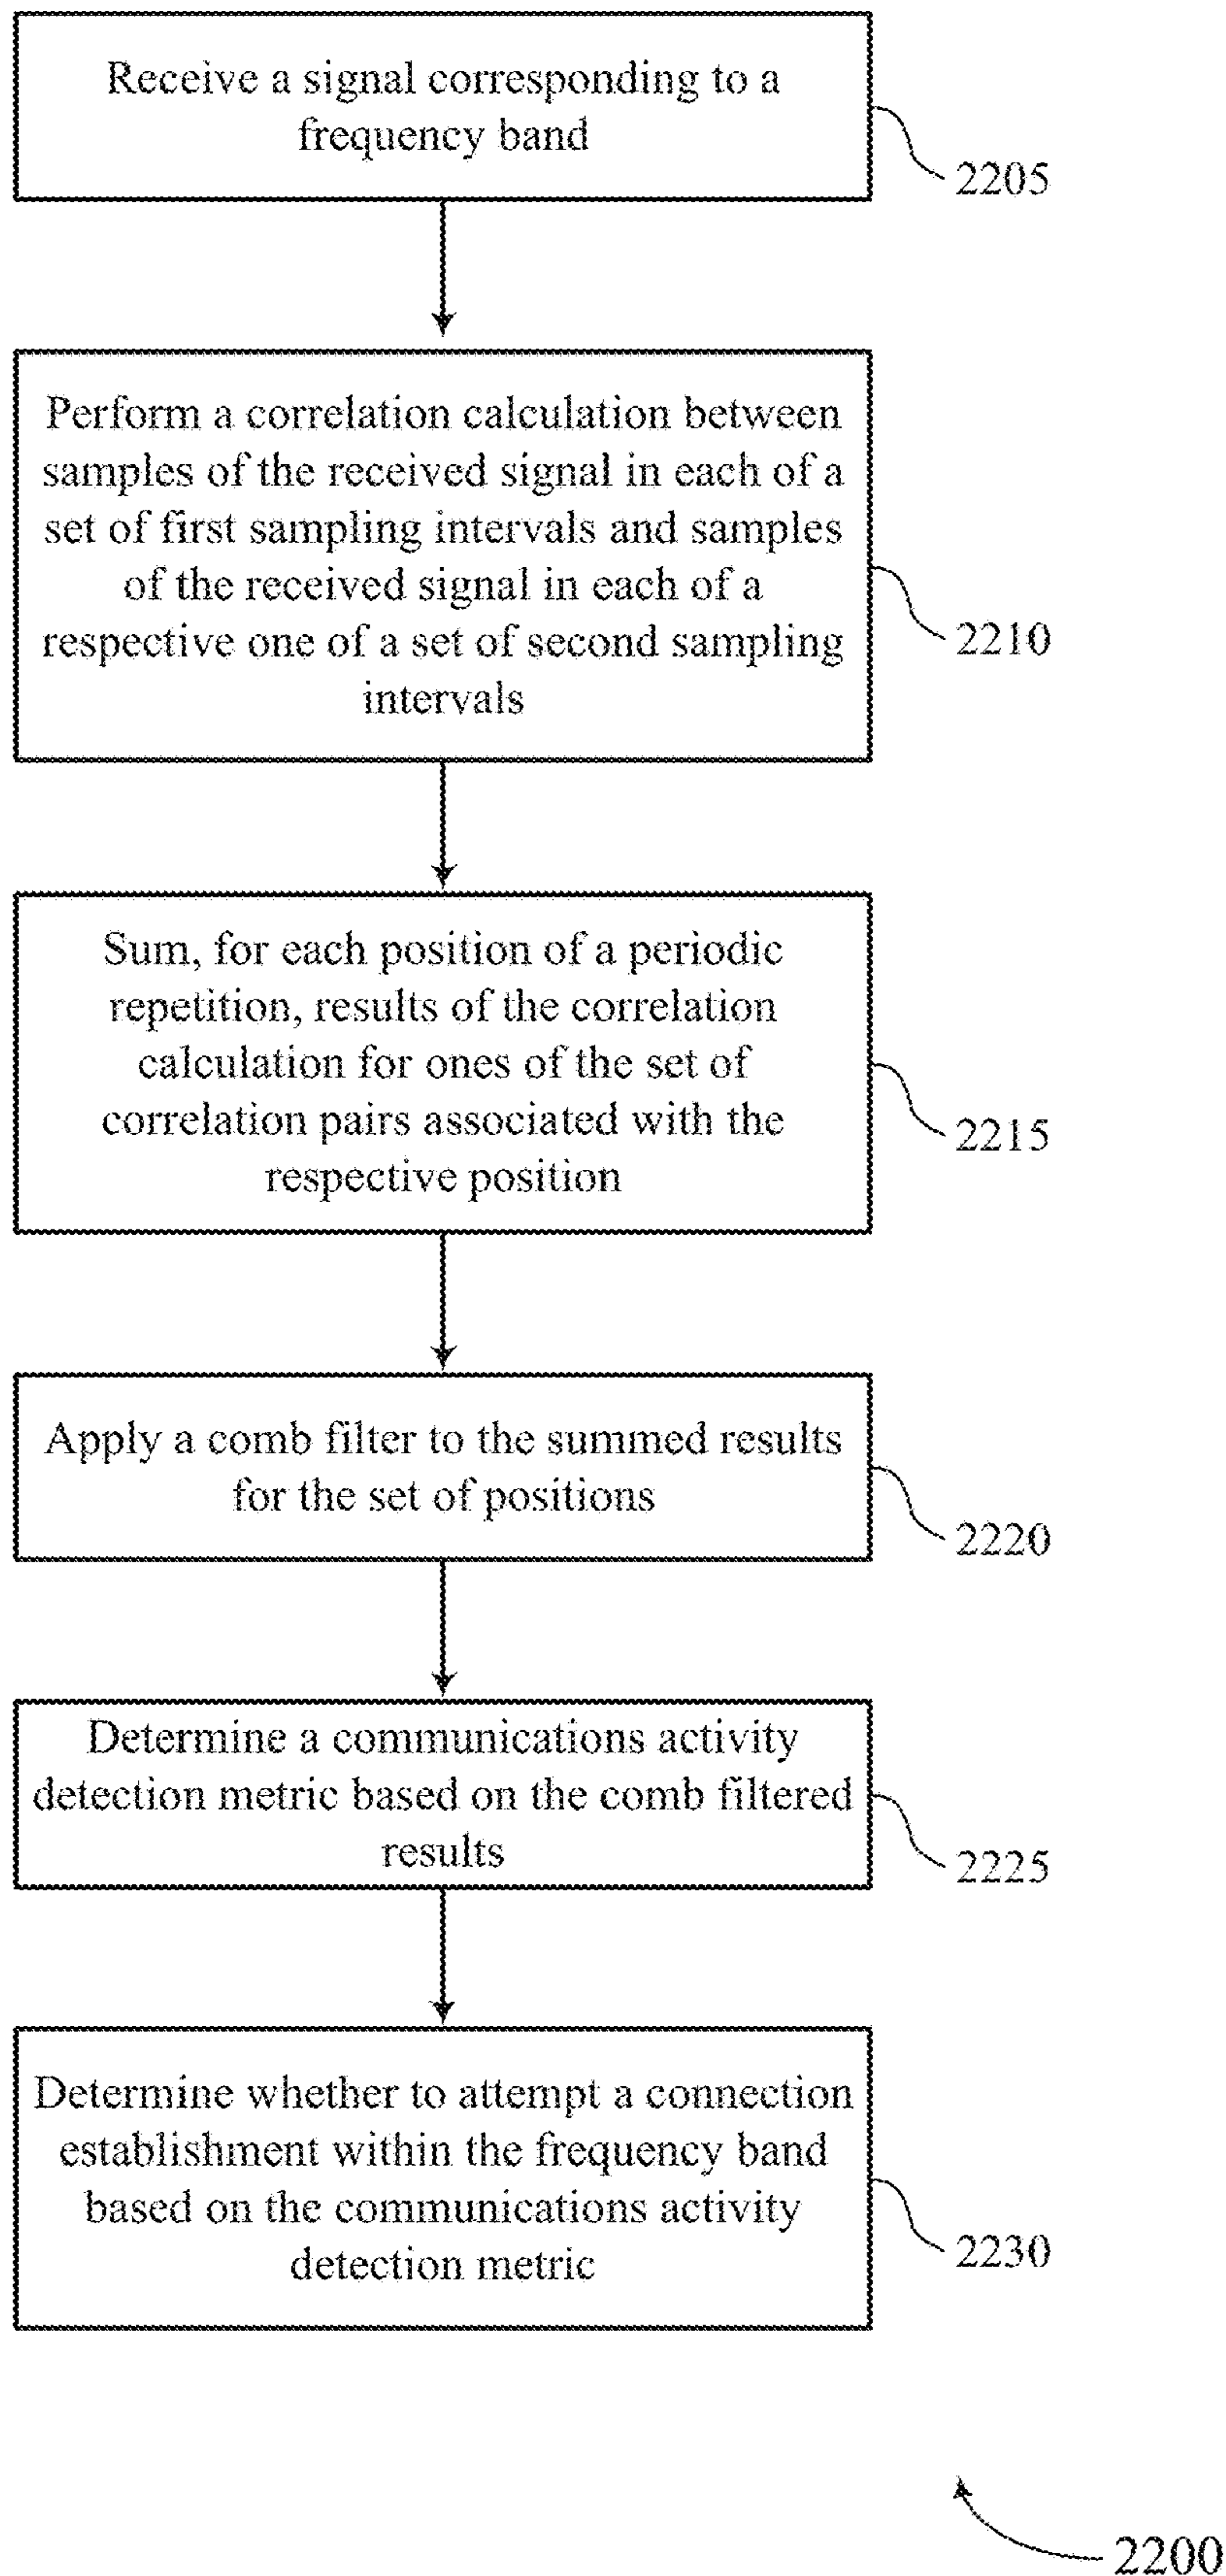 Receive a signal corresponding to a
frequency band
2205
Perform a correlation calculation between
samples of the received signal in each of a
set of first sampling intervals and samples
of the received signal in each of a
respective one of a set of second sampling
intervals
2210
Sum, for each position of a periodic
repetition, results of the correlation
calculation for ones of the set of
correlation pairs associated with the
respective position
2215
Apply a comb filter to the summed results
for the set of positions
2220
Determine a communications activity
detection metric based on the comb filtered
results
2225
Determine whether to attempt a connection
establishment within the frequency band
based on the communications activity
detection metric
2230
2200